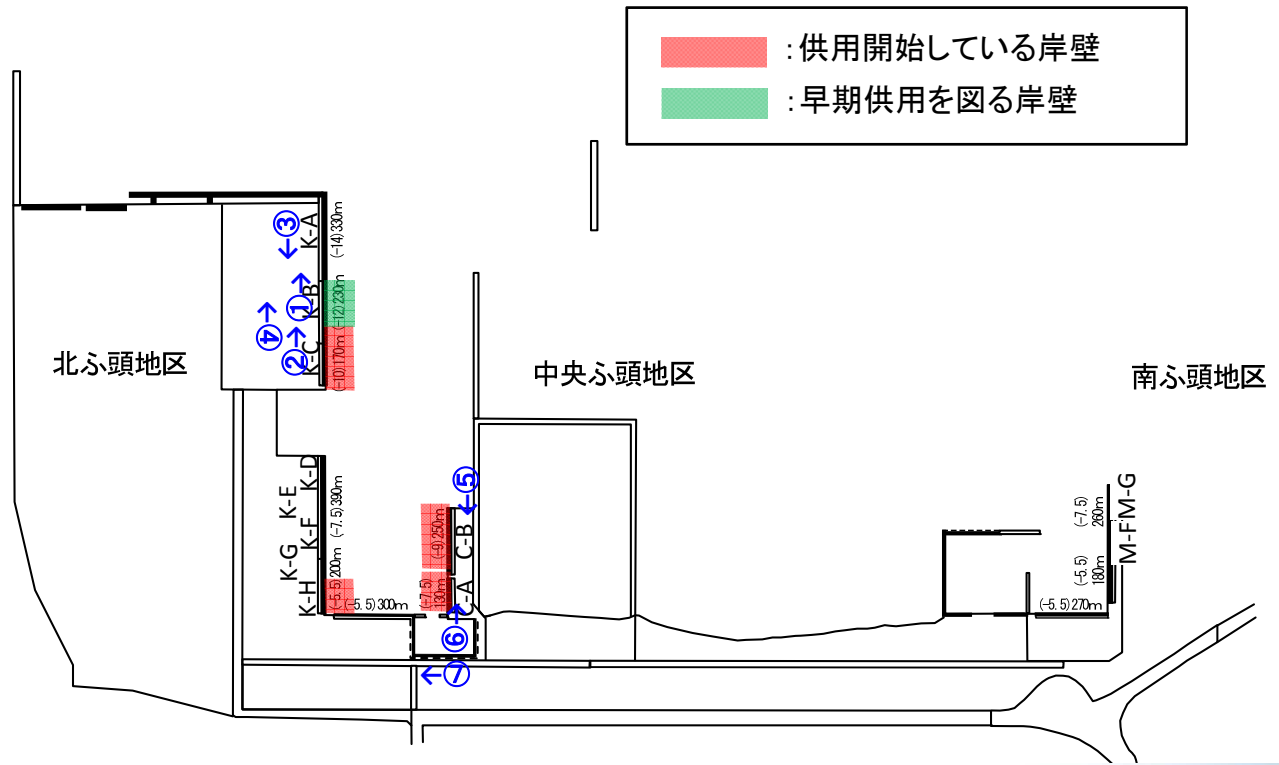 ：供用開始している岸壁
：早期供用を図る岸壁
北ふ頭地区
中央ふ頭地区
南ふ頭地区
③
K-A
(-14)330m
①
K-B
(-12)230m
④
②
K-C
(-10)170m
K-D
K-E
K-F
(-7.5)390m
K-G
K-H
(-5.5)200m
(-5.5)300m
⑤
C-B
(-9)250m
(-7.5)
130m
C-A
⑥
⑦
M-G
M-F
(-7.5)
260m
(-5.5)
180m
(-5.5)270m